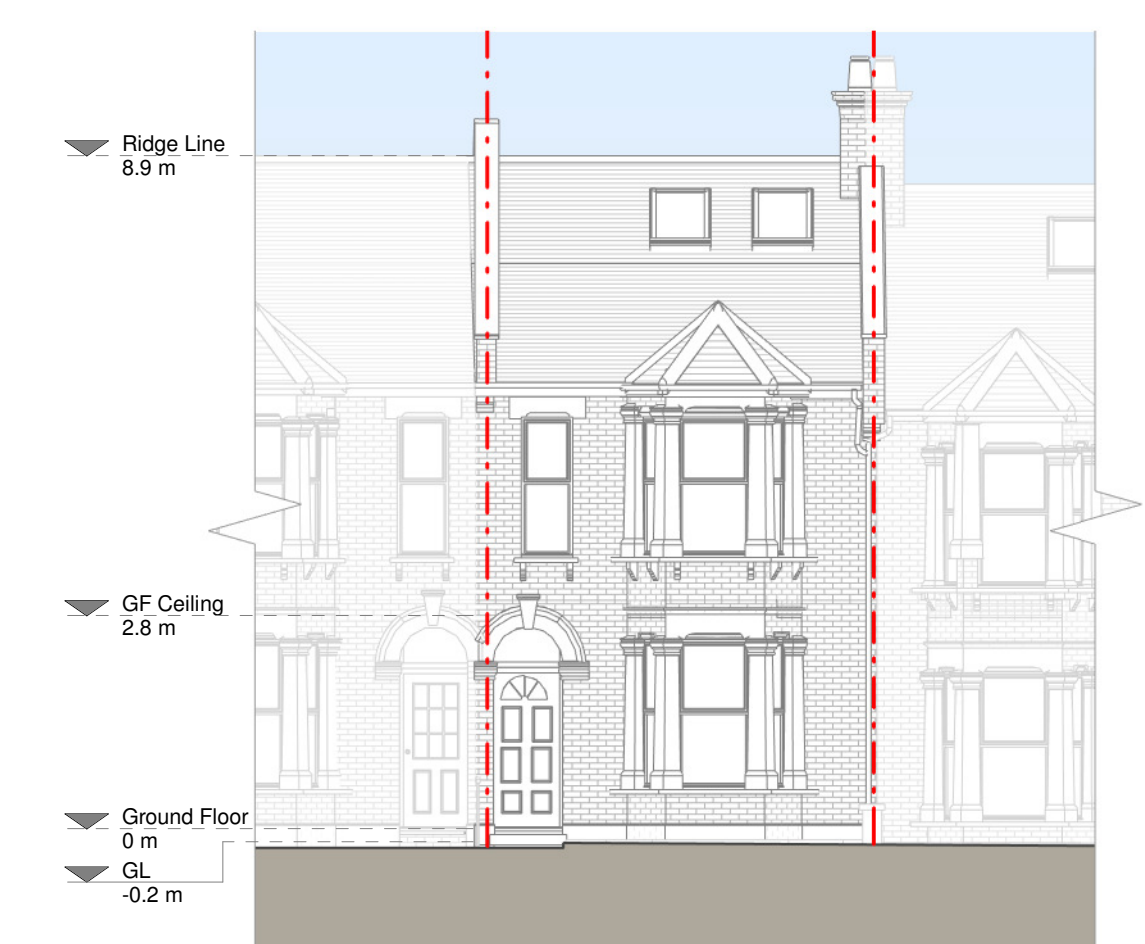 Ridge Line
8.9 m
GF Ceiling
2.8 m
Ground Floor
0 m
GL
-0.2 m